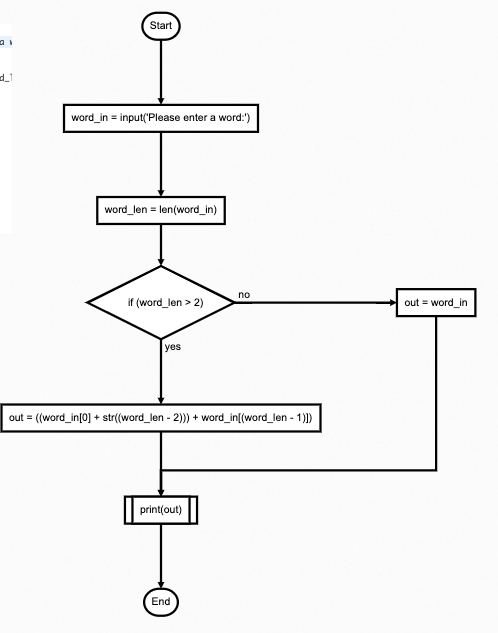 Start
word_in = input('Please enter a word:')
word_len = len(word_in)
if (word_len > 2)
no
out = word_in
yes
out = ((word_in[0] + str((word_len - 2))) + word_in[(word_len - 1)])
print(out)
End